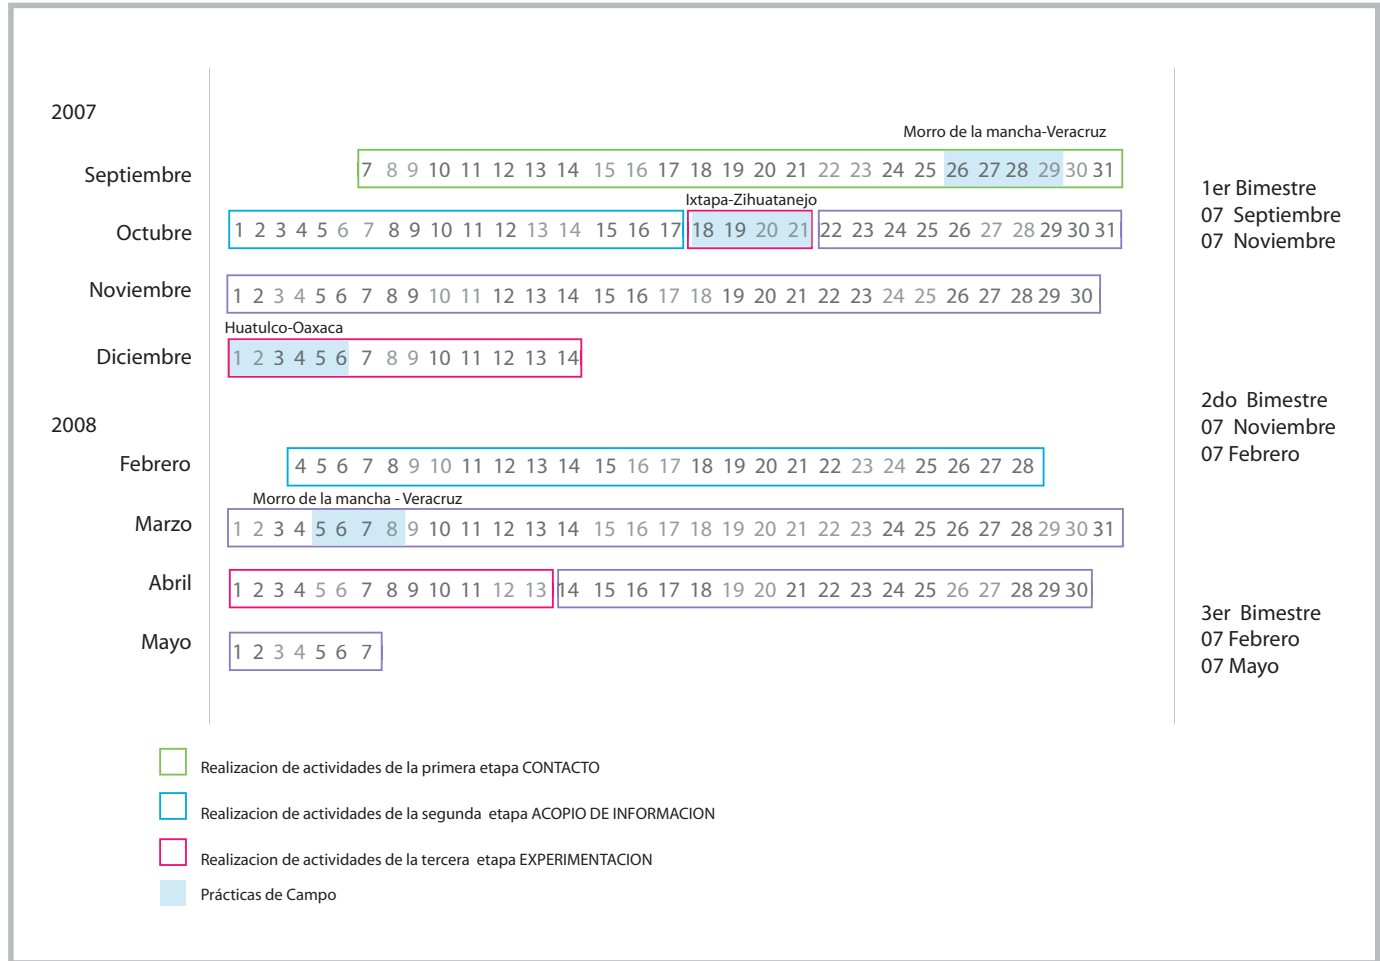 2007
Morro de la mancha-Veracruz
Septiembre 7 8 9 10 11 12 13 14 15 16 17 18 19 20 21 22 23 24 25 26 27 28 29 30 31
Ixtapa-Zihuatanejo
Octubre 1 2 3 4 5 6 7 8 9 10 11 12 13 14 15 16 17 18 19 20 21 22 23 24 25 26 27 28 29 30 31
Noviembre 1 2 3 4 5 6 7 8 9 10 11 12 13 14 15 16 17 18 19 20 21 22 23 24 25 26 27 28 29 30
Huatulco-Oaxaca
Diciembre 1 2 3 4 5 6 7 8 9 10 11 12 13 14
2008
Febrero 4 5 6 7 8 9 10 11 12 13 14 15 16 17 18 19 20 21 22 23 24 25 26 27 28
Morro de la mancha - Veracruz
Marzo 1 2 3 4 5 6 7 8 9 10 11 12 13 14 15 16 17 18 19 20 21 22 23 24 25 26 27 28 29 30 31
Abril 1 2 3 4 5 6 7 8 9 10 11 12 13 14 15 16 17 18 19 20 21 22 23 24 25 26 27 28 29 30
Mayo 1 2 3 4 5 6 7
1er Bimestre
07 Septiembre
07 Noviembre
2do Bimestre
07 Noviembre
07 Febrero
3er Bimestre
07 Febrero
07 Mayo
Realizacion de actividades de la primera etapa CONTACTO
Realizacion de actividades de la segunda etapa ACOPIO DE INFORMACION
Realizacion de actividades de la tercera etapa EXPERIMENTACION
Prácticas de Campo